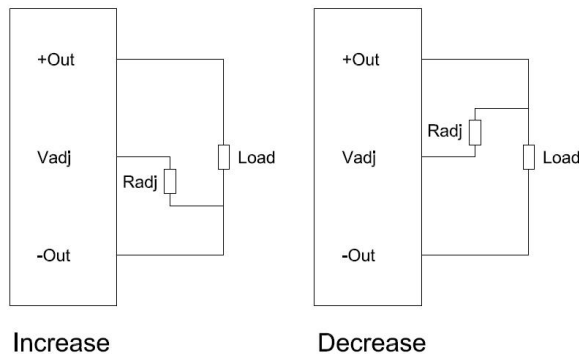 +Out
Vadj
Radj
Load
-Out
Increase
+Out
Radj
Vadj
Load
-Out
Decrease